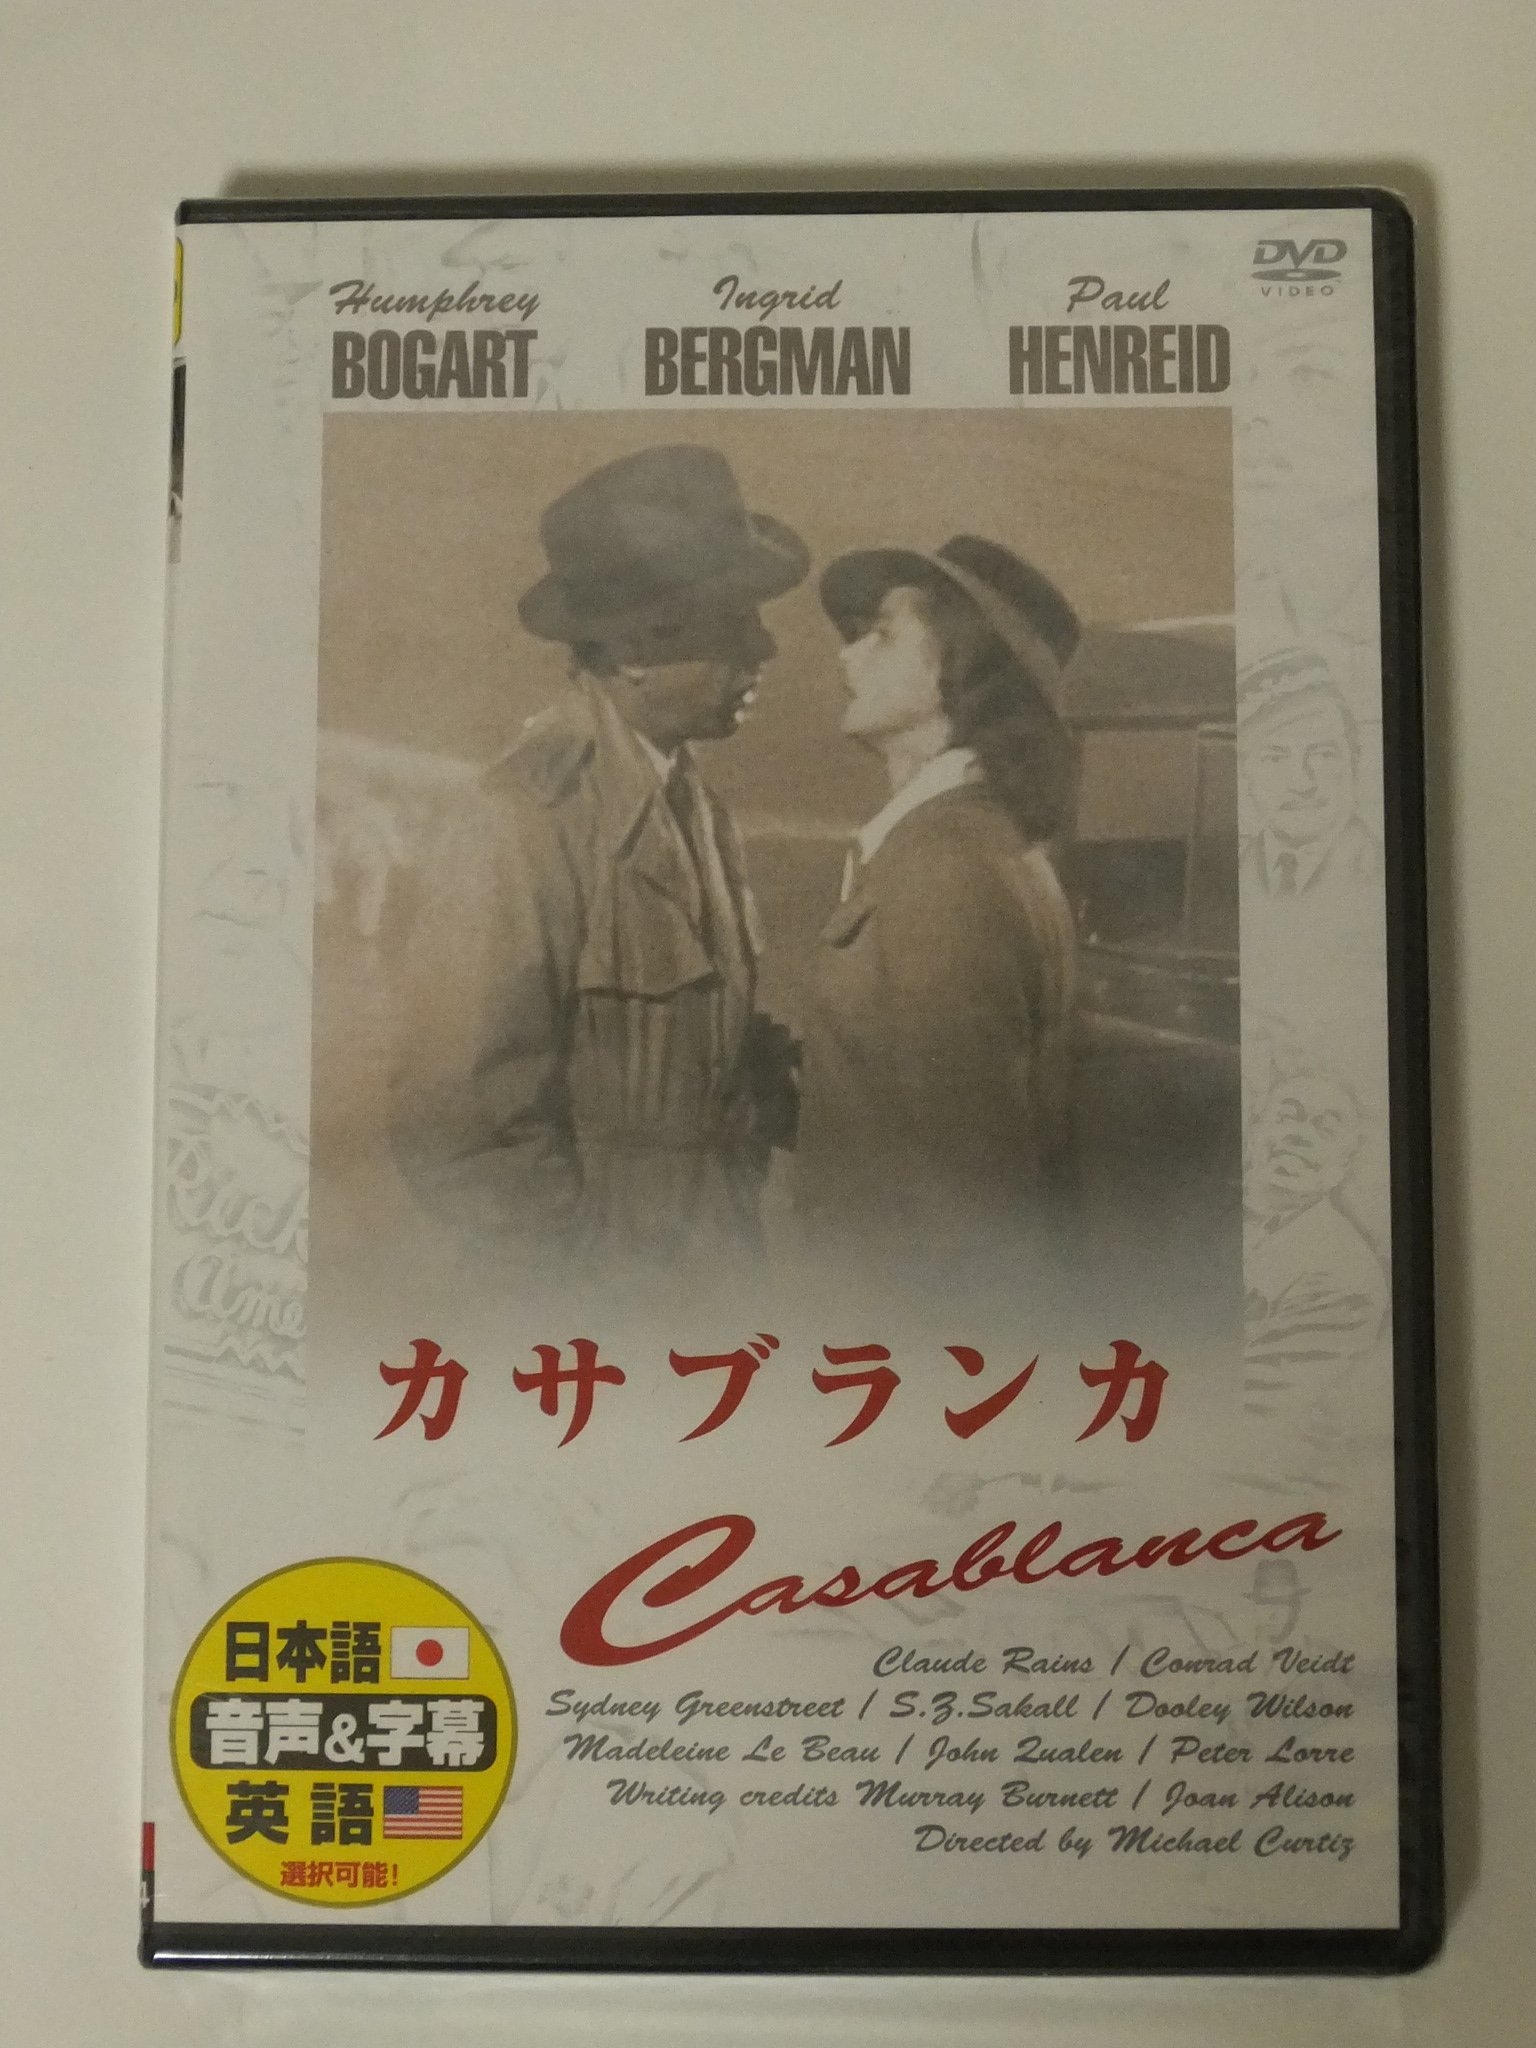 Humphrey
BOGART
Ingrid
BERGMAN
Paul
HENREID
DVD
VIDEO
カサブランカ
Casablanca
Claude Rains / Conrad Veidt
Sydney Greenstreet / S.Z.Sakall / Dooley Wilson
Madeleine Le Beau / John Qualen / Peter Lorre
Writing credits Murray Burnett / Joan Alison
Directed by Michael Curtiz
日本語
音声&字幕
英語
選択可能!